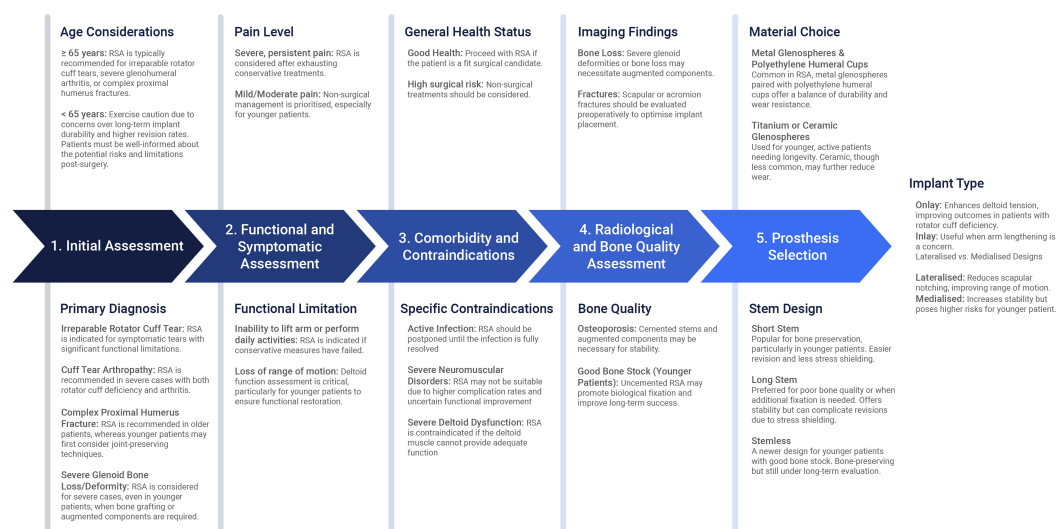 Age Considerations
≥ 65 years: RSA is typically
recommended for irreparable rotator
cuff tears, severe glenohumeral
arthritis, or complex proximal
humerus fractures.
< 65 years: Exercise caution due to
concerns over long-term implant
durability and higher revision rates.
Patients must be well-informed about
the potential risks and limitations
post-surgery.
Pain Level
Severe, persistent pain: RSA is
considered after exhausting
conservative treatments.
Mild/Moderate pain: Non-surgical
management is prioritised, especially
for younger patients.
General Health Status
Good Health: Proceed with RSA if
the patient is a fit surgical candidate.
High surgical risk: Non-surgical
treatments should be considered.
Imaging Findings
Bone Loss: Severe glenoid
deformities or bone loss may
necessitate augmented components.
Fractures: Scapular or acromion
fractures should be evaluated
preoperatively to optimise implant
placement.
Material Choice
Metal Glenospheres &
Polyethylene Humeral Cups
Common in RSA, metal glenospheres
paired with polyethylene humeral
cups offer a balance of durability and
wear resistance.
Titanium or Ceramic
Glenospheres
Used for younger, active patients
needing longevity. Ceramic, though
less common, may further reduce
wear.
1. Initial Assessment
2. Functional and
Symptomatic
Assessment
3. Comorbidity and
Contraindications
4. Radiological
and Bone Quality
Assessment
5. Prosthesis
Selection
Implant Type
Onlay: Enhances deltoid tension,
improving outcomes in patients with
rotator cuff deficiency.
Inlay: Useful when arm lengthening is
a concern.
Lateralised vs. Medialised Designs
Lateralised: Reduces scapular
notching, improving range of motion.
Medialised: Increases stability but
poses higher risks for younger patient.
Primary Diagnosis
Irreparable Rotator Cuff Tear: RSA
is indicated for symptomatic tears with
significant functional limitations.
Cuff Tear Arthropathy: RSA is
recommended in severe cases with both
rotator cuff deficiency and arthritis.
Complex Proximal Humerus
Fracture: RSA is recommended in older
patients, whereas younger patients may
first consider joint-preserving
techniques.
Severe Glenoid Bone
Loss/Deformity: RSA is considered
for severe cases, even in younger
patients, when bone grafting or
augmented components are required.
Functional Limitation
Inability to lift arm or perform
daily activities: RSA is indicated if
conservative measures have failed.
Loss of range of motion: Deltoid
function assessment is critical,
particularly for younger patients to
ensure functional restoration.
Specific Contraindications
Active Infection: RSA should be
postponed until the infection is fully
resolved
Severe Neuromuscular
Disorders: RSA may not be suitable
due to higher complication rates and
uncertain functional improvement
Severe Deltoid Dysfunction: RSA
is contraindicated if the deltoid
muscle cannot provide adequate
function
Bone Quality
Osteoporosis: Cemented stems and
augmented components may be
necessary for stability.
Good Bone Stock (Younger
Patients): Uncemented RSA may
promote biological fixation and
improve long-term success.
Stem Design
Short Stem
Popular for bone preservation,
particularly in younger patients. Easier
revision and less stress shielding.
Long Stem
Preferred for poor bone quality or when
additional fixation is needed. Offers
stability but can complicate revisions
due to stress shielding.
Stemless
A newer design for younger patients
with good bone stock. Bone-preserving
but still under long-term evaluation.